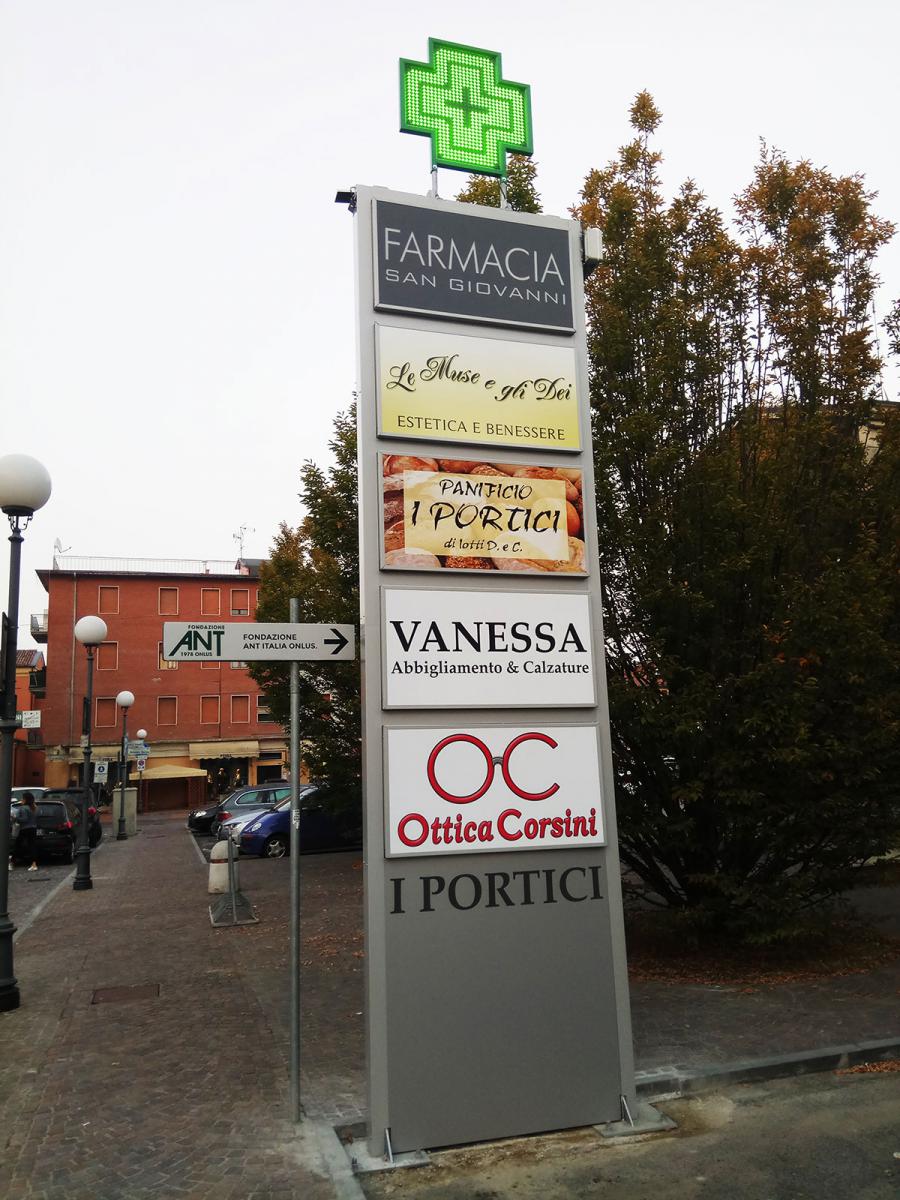 FARMACIA
SAN GIOVANNI
Le Muse e gli Dei
ESTETICA E BENESSERE
PANIFICIO
I PORTICI
di Iotti D. e C.
FONDAZIONE
ANT
1978 ONLUS
FONDAZIONE
ANT ITALIA ONLUS.
VANESSA
Abbigliamento & Calzature
OC
Ottica Corsini
I PORTICI